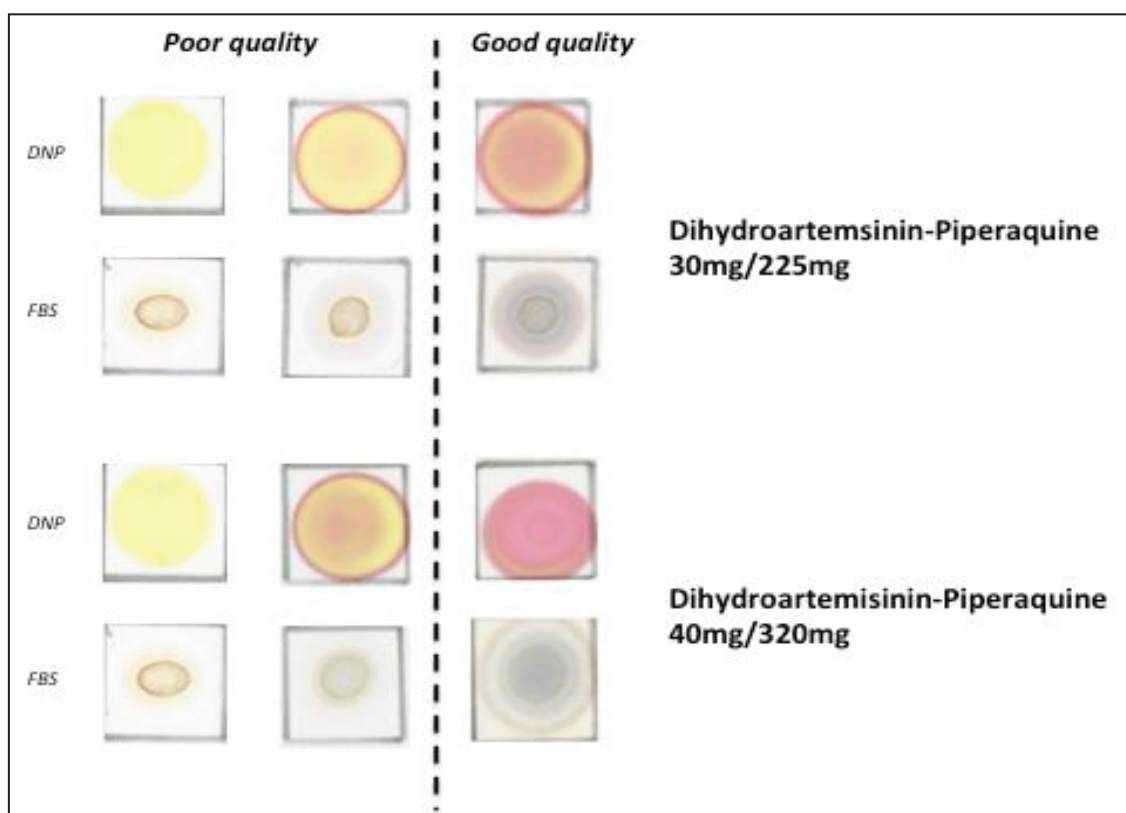 Poor quality
Good quality
DNP
Dihydroartemsinin-Piperaquine
30mg/225mg
FBS
DNP
Dihydroartemisinin-Piperaquine
40mg/320mg
FBS